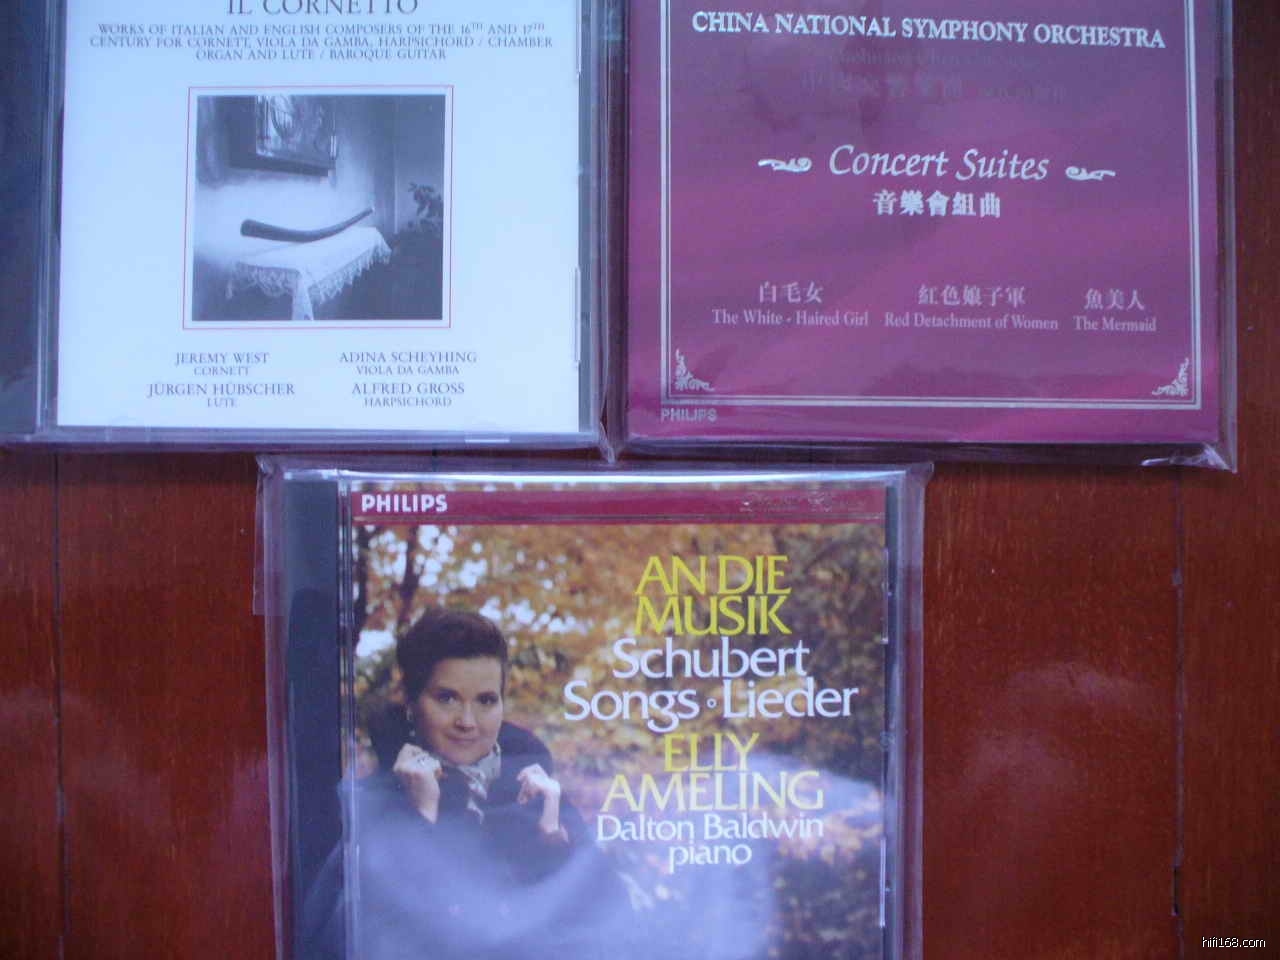 IL CORNETTO
WORKS OF ITALIAN AND ENGLISH COMPOSERS OF THE 16TH AND 17TH
CENTURY FOR CORNETT, VIOLA DA GAMBA, HARPSICHORD / CHAMBER
ORGAN AND LUTE / BAROQUE GUITAR
JEREMY WEST
CORNETT
ADINA SCHEYHING
VIOLA DA GAMBA
JÜRGEN HÜBSCHER
LUTE
ALFRED GROSS
HARPSICHORD
CHINA NATIONAL SYMPHONY ORCHESTRA
Concert Suites
音樂會組曲
白毛女
The White - Haired Girl
紅色娘子軍
Red Detachment of Women
魚美人
The Mermaid
PHILIPS
PHILIPS
AN DIE
MUSIK
Schubert
Songs · Lieder
ELLY
AMELING
Dalton Baldwin
piano
hifi168.com